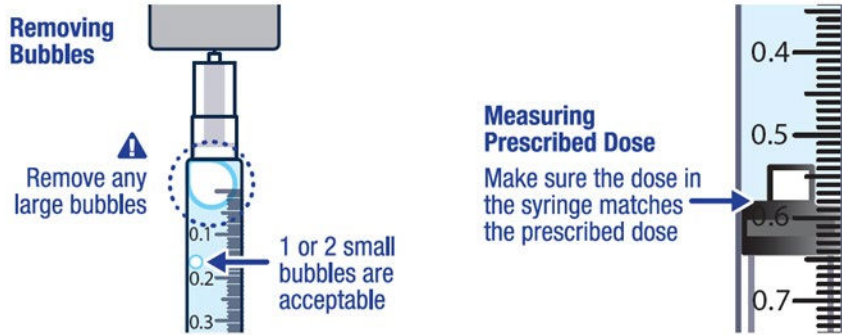 Removing
Bubbles
Remove any
large bubbles
0.1
0.2
0.3
1 or 2 small
bubbles are
acceptable
Measuring
Prescribed Dose
Make sure the dose in
the syringe matches
the prescribed dose
0.4
0.5
0.6
0.7